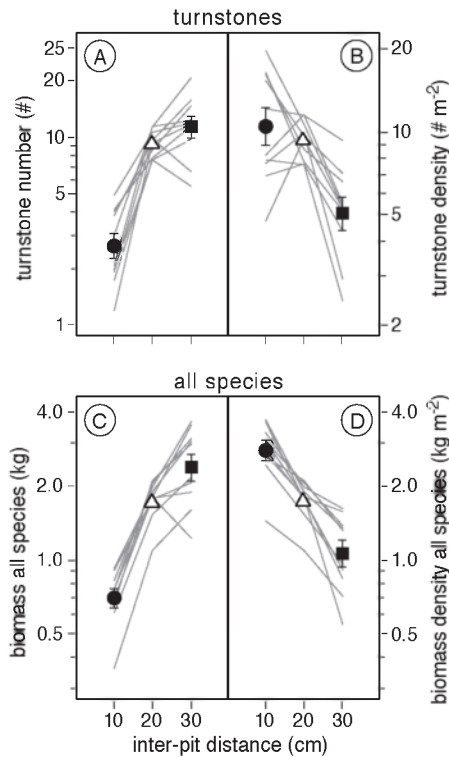 turnstones
A
B
turnstone number (#)
25
20
10
5
1
20
10
5
2
turnstone density (# m-2)
all species
C
D
biomass all species (kg)
4.0
2.0
1.0
0.5
4.0
2.0
1.0
0.5
biomass density all species (kg m-2)
10 20 30 10 20 30
inter-pit distance (cm)